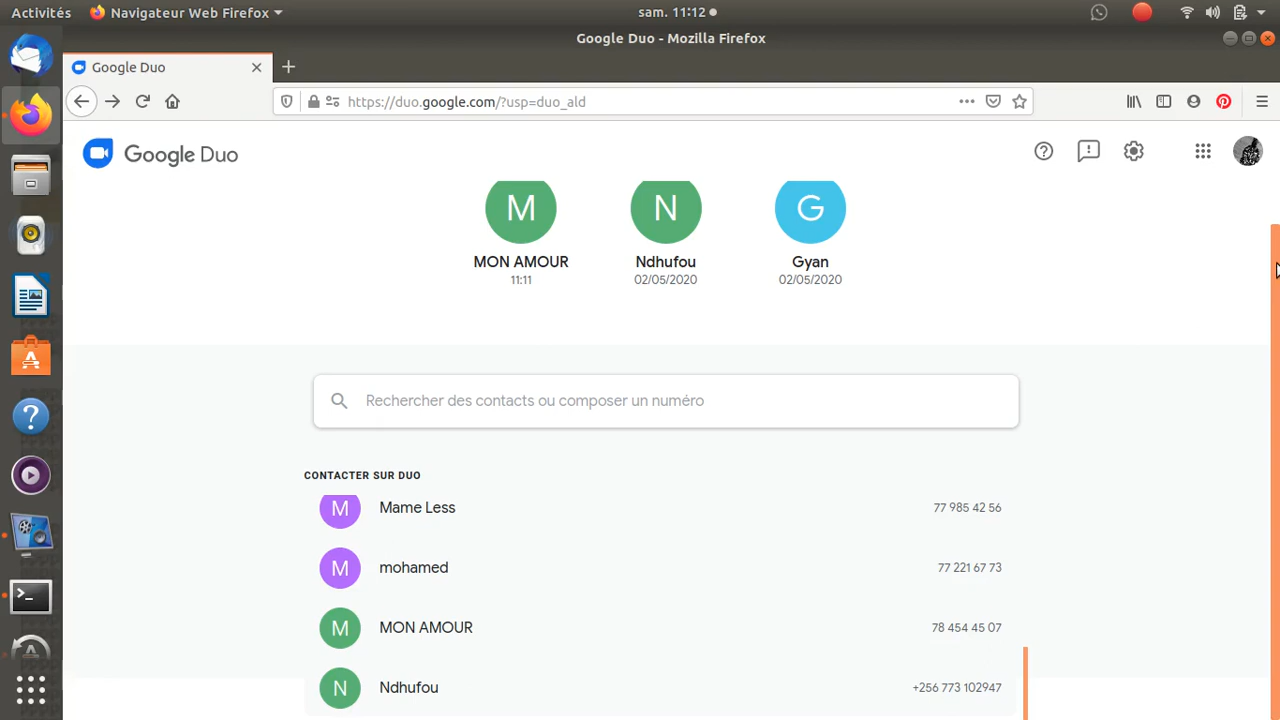 Activités Navigateur Web Firefox sam. 11:12
Google Duo - Mozilla Firefox
Google Duo
https://duo.google.com/?usp=duo_ald
Google Duo
M N G
MON AMOUR Ndhufou Gyan
11:11 02/05/2020 02/05/2020
Rechercher des contacts ou composer un numéro
CONTACTER SUR DUO
M Mame Less 77 985 42 56
M mohamed 77 221 67 73
M MON AMOUR 78 454 45 07
N Ndhufou +256 773 102947